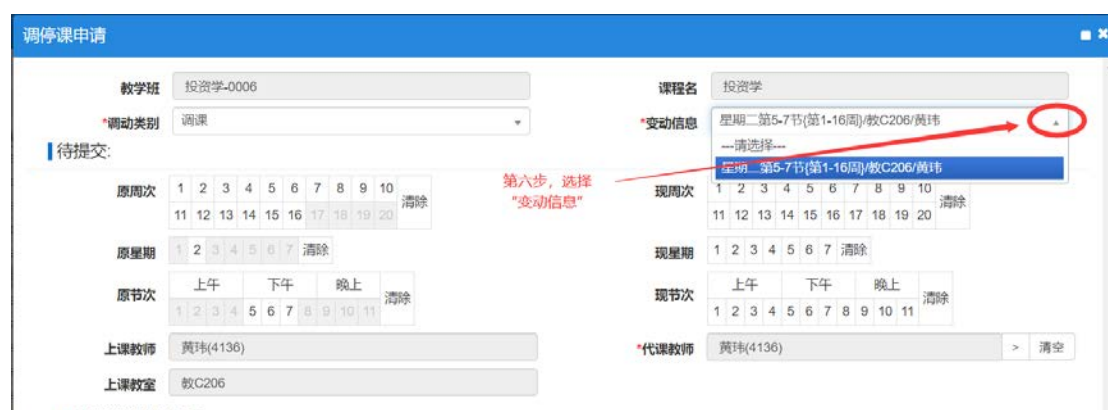 调停课申请
教学班 投资学-0006 课程名 投资学
*调动类别 调课 *变动信息 星期二第5-7节{第1-16周}/教C206/黄玮
---请选择---
星期二第5-7节{第1-16周}/教C206/黄玮
待提交:
第六步，选择
“变动信息”
原周次 1 2 3 4 5 6 7 8 9 10 清除 现周次 1 2 3 4 5 6 7 8 9 10 清除
11 12 13 14 15 16 17 18 19 20 11 12 13 14 15 16 17 18 19 20
原星期 1 2 3 4 5 6 7 清除 现星期 1 2 3 4 5 6 7 清除
上午 下午 晚上 上午 下午 晚上
原节次 清除 现节次 清除
1 2 3 4 5 6 7 8 9 10 11 1 2 3 4 5 6 7 8 9 10 11
上课教师 黄玮(4136) *代课教师 黄玮(4136) > 清空
上课教室 教C206